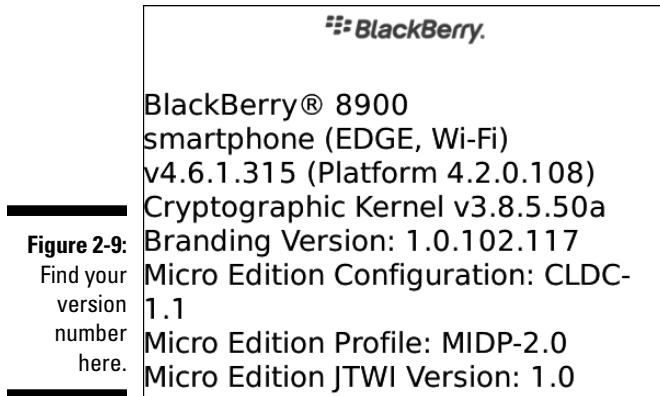 BlackBerry.
BlackBerry® 8900
smartphone (EDGE, Wi-Fi)
v4.6.1.315 (Platform 4.2.0.108)
Cryptographic Kernel v3.8.5.50a
Branding Version: 1.0.102.117
Micro Edition Configuration: CLDC-
1.1
Micro Edition Profile: MIDP-2.0
Micro Edition JTWI Version: 1.0
Figure 2-9:
Find your
version
number
here.